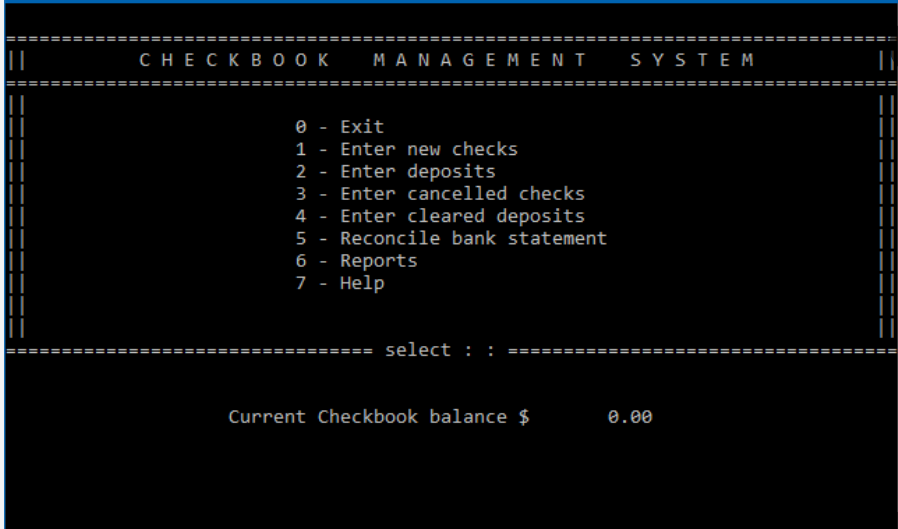 ================================================================================
|| C H E C K B O O K   M A N A G E M E N T   S Y S T E M ||
================================================================================
||                                                                            ||
|| 0 - Exit ||
|| 1 - Enter new checks ||
|| 2 - Enter deposits ||
|| 3 - Enter cancelled checks ||
|| 4 - Enter cleared deposits ||
|| 5 - Reconcile bank statement ||
|| 6 - Reports ||
|| 7 - Help ||
||                                                                            ||
||                                                                            ||
================================= select : : ===================================
Current Checkbook balance $       0.00